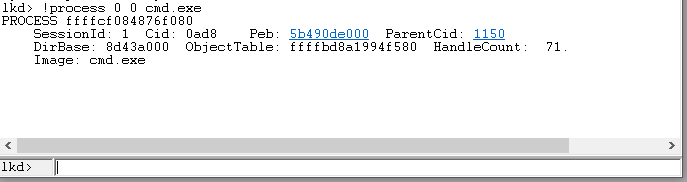 lkd> !process 0 0 cmd.exe
PROCESS ffffcf084876f080
    SessionId: 1  Cid: 0ad8    Peb: 5b490de000  ParentCid: 1150
    DirBase: 8d43a000  ObjectTable: ffffbd8a1994f580  HandleCount:  71.
    Image: cmd.exe
lkd>